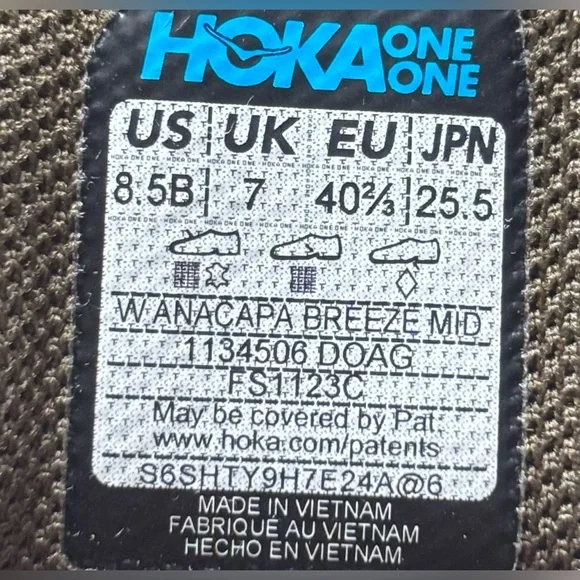 HOKA ONE ONE
US UK EU JPN
8.5B 7 40⅔ 25.5
W ANACAPA BREEZE MID
1134506 DOAG
FS1123C
May be covered by Pat:
www.hoka.com/patents
S6SHTY9H7E24A@6
MADE IN VIETNAM
FABRIQUÉ AU VIETNAM
HECHO EN VIETNAM